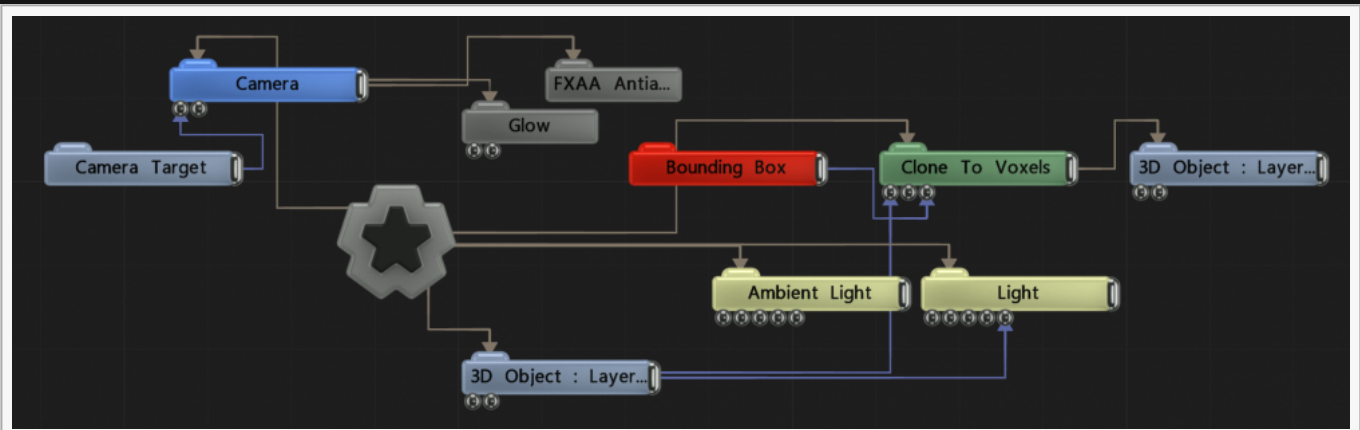 Camera
FXAA Antia...
Glow
Camera Target
Bounding Box
Clone To Voxels
3D Object : Layer...
Ambient Light
Light
3D Object : Layer...